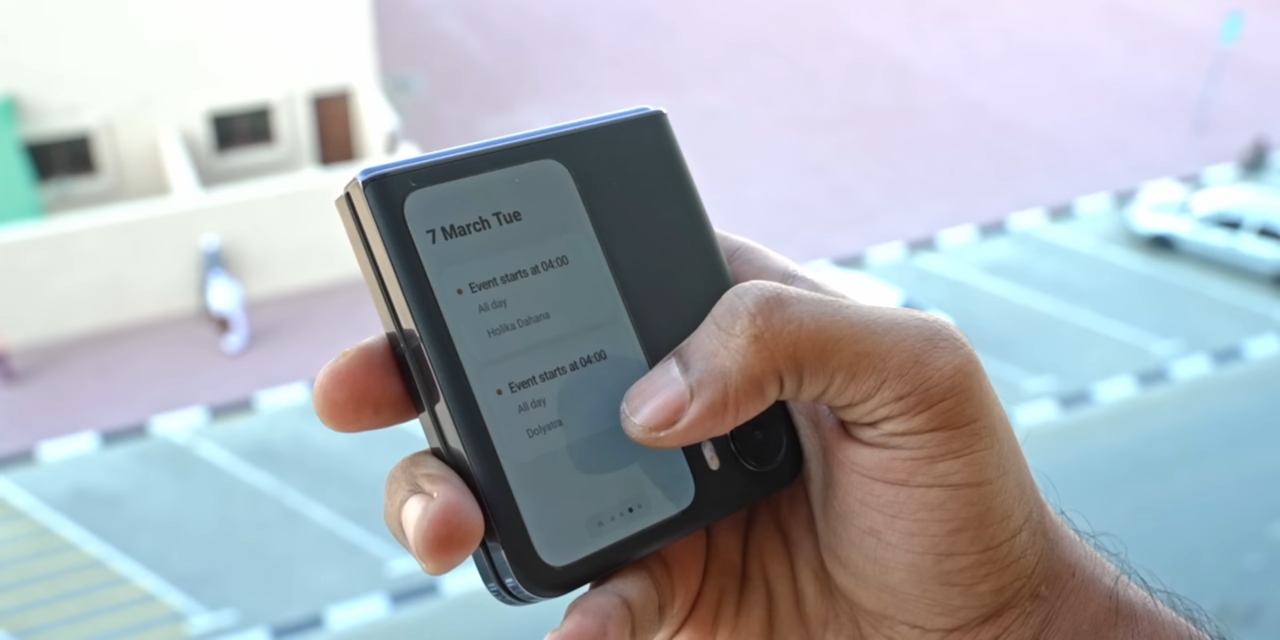 7 March Tue
Event starts at 04:00
All day
Holika Dahana
Event starts at 04:00
All day
Dolyatra